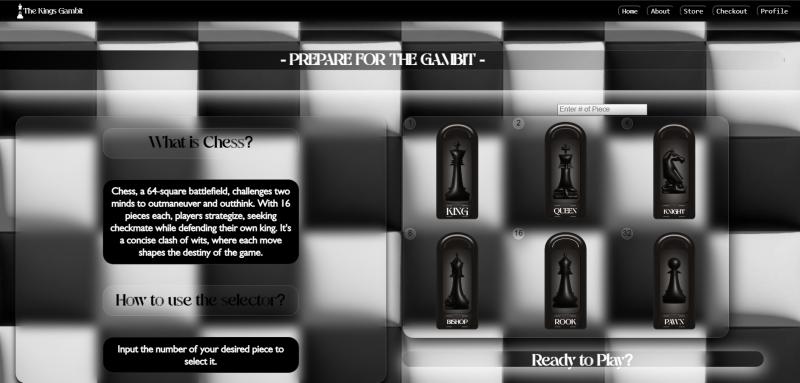 The Kings Gambit
Home About Store Checkout Profile
- PREPARE FOR THE GAMBIT -
Enter # of Piece
What is Chess?
Chess, a 64-square battlefield, challenges two
minds to outmaneuver and outthink. With 16
pieces each, players strategize, seeking
checkmate while defending their own king. It's
a concise clash of wits, where each move
shapes the destiny of the game.
How to use the selector?
Input the number of your desired piece to
select it.
1 2
KING QUEEN KNIGHT
8 16 32
BISHOP ROOK PAWN
Ready to Play?